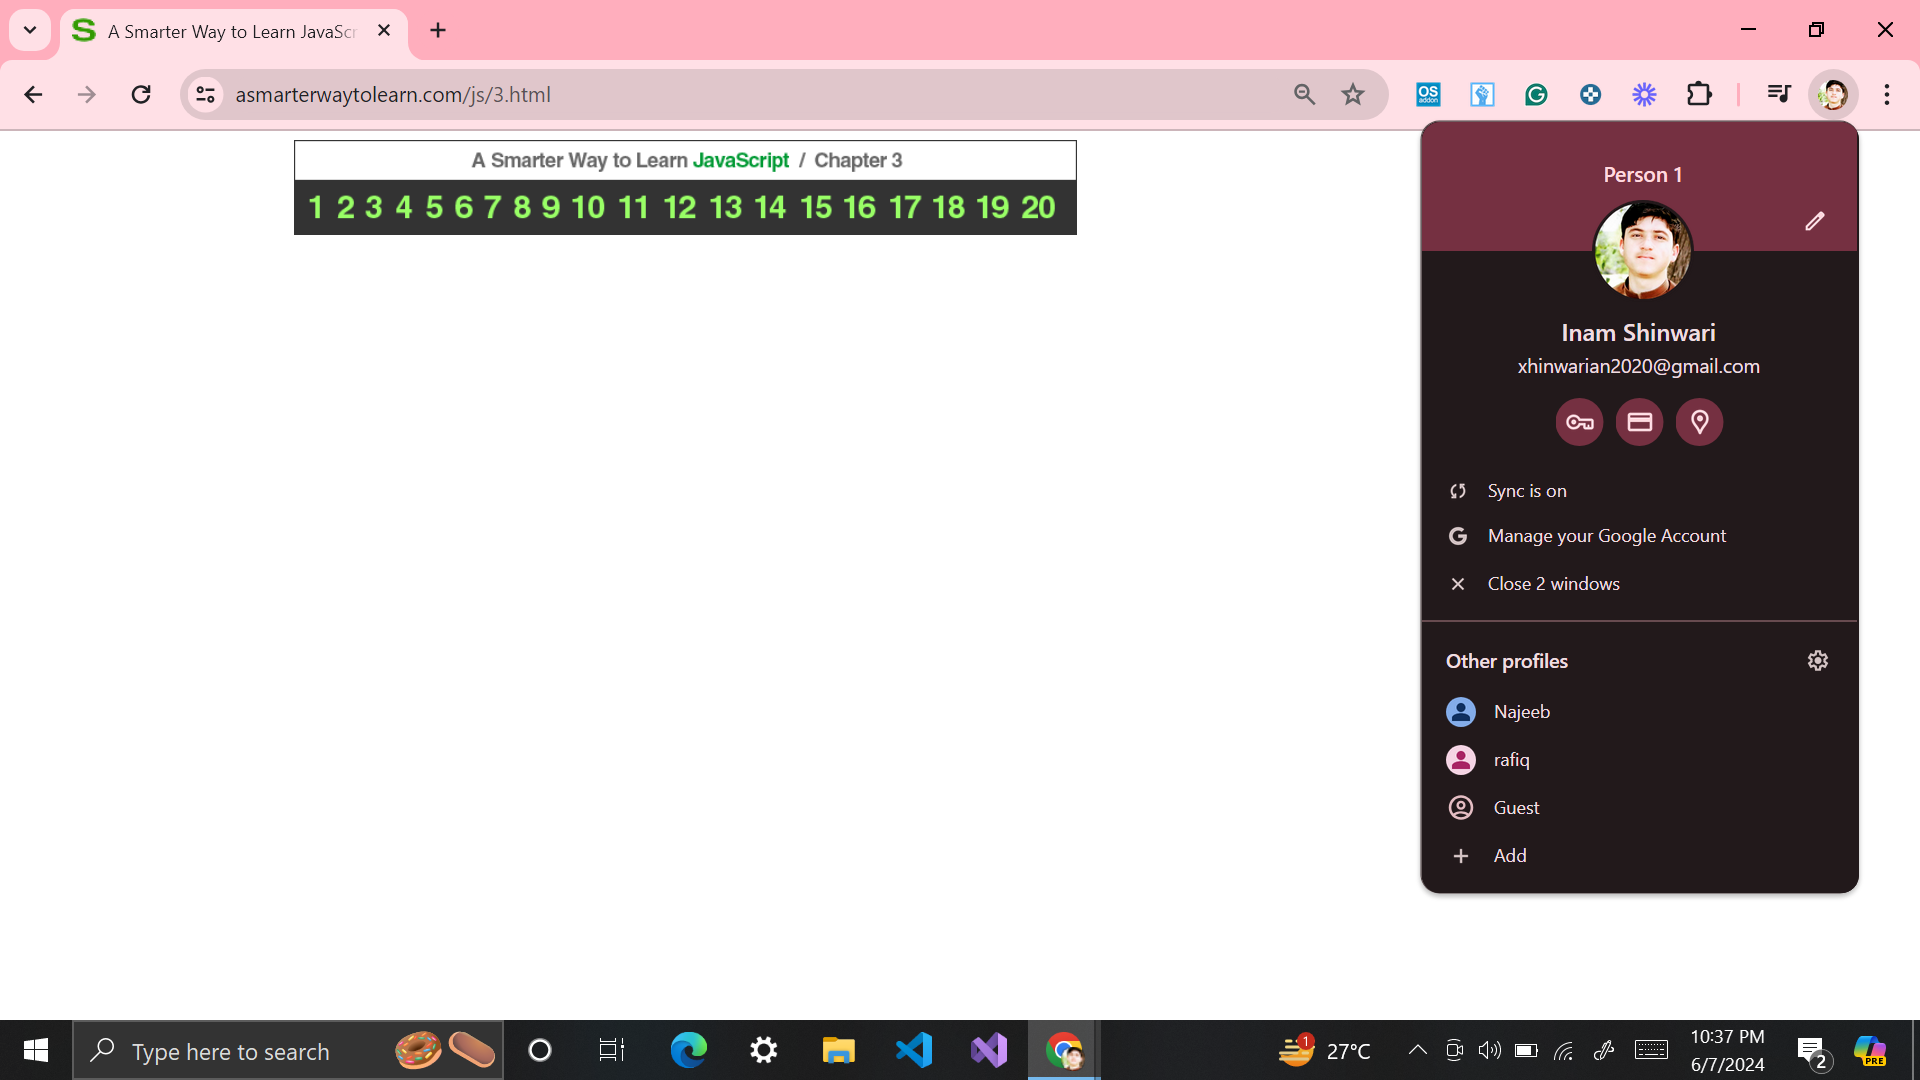 A Smarter Way to Learn JavaScr
asmarterwaytolearn.com/js/3.html
OS
addon
A Smarter Way to Learn JavaScript / Chapter 3
1 2 3 4 5 6 7 8 9 10 11 12 13 14 15 16 17 18 19 20
Person 1
Inam Shinwari
xhinwarian2020@gmail.com
Sync is on
Manage your Google Account
Close 2 windows
Other profiles
Najeeb
rafiq
Guest
Add
Type here to search
1
27°C
10:37 PM
6/7/2024
2
PRE